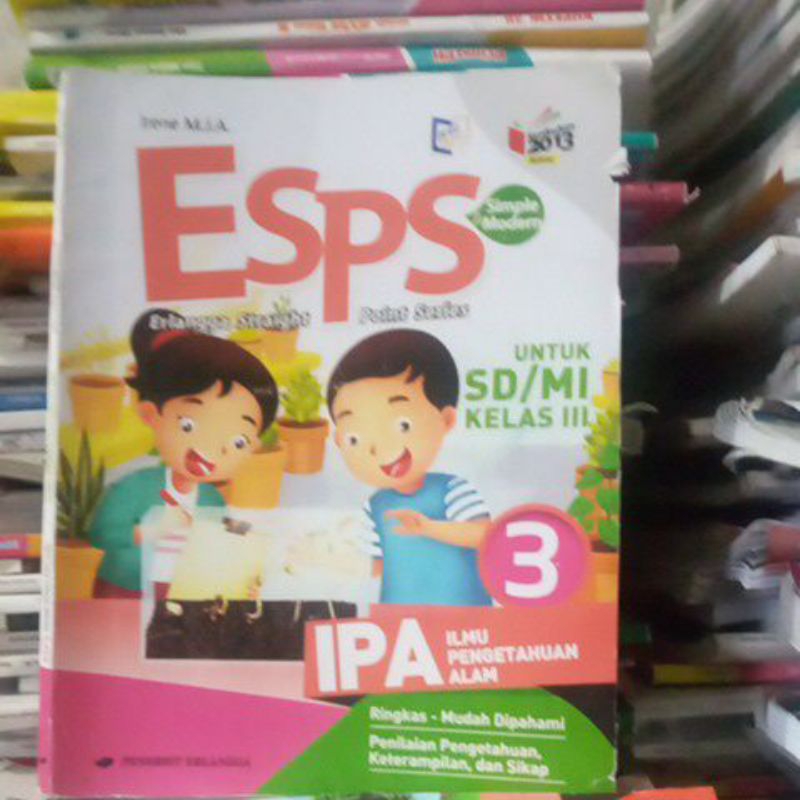 Irene M.J.A.
2013
ESPS
Simple
Modern
Erlangga Straight Point Series
UNTUK
SD/MI
KELAS III
3
IPA
ILMU
PENGETAHUAN
ALAM
Ringkas - Mudah Dipahami
Penilaian Pengetahuan,
Keterampilan, dan Sikap
PENERBIT ERLANGGA